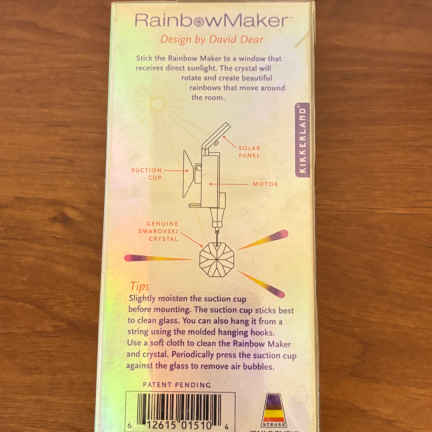 RainbowMaker™
Design by David Dear
Stick the Rainbow Maker to a window that
receives direct sunlight. The crystal will
rotate and create beautiful
rainbows that move around
the room.
KIKKERLAND®
SOLAR
PANEL
SUCTION
CUP
MOTOR
GENUINE
SWAROVSKI
CRYSTAL
Tips
Slightly moisten the suction cup
before mounting. The suction cup sticks best
to clean glass. You can also hang it from a
string using the molded hanging hooks.
Use a soft cloth to clean the Rainbow Maker
and crystal. Periodically press the suction cup
against the glass to remove air bubbles.
PATENT PENDING
6 12615 01510 4